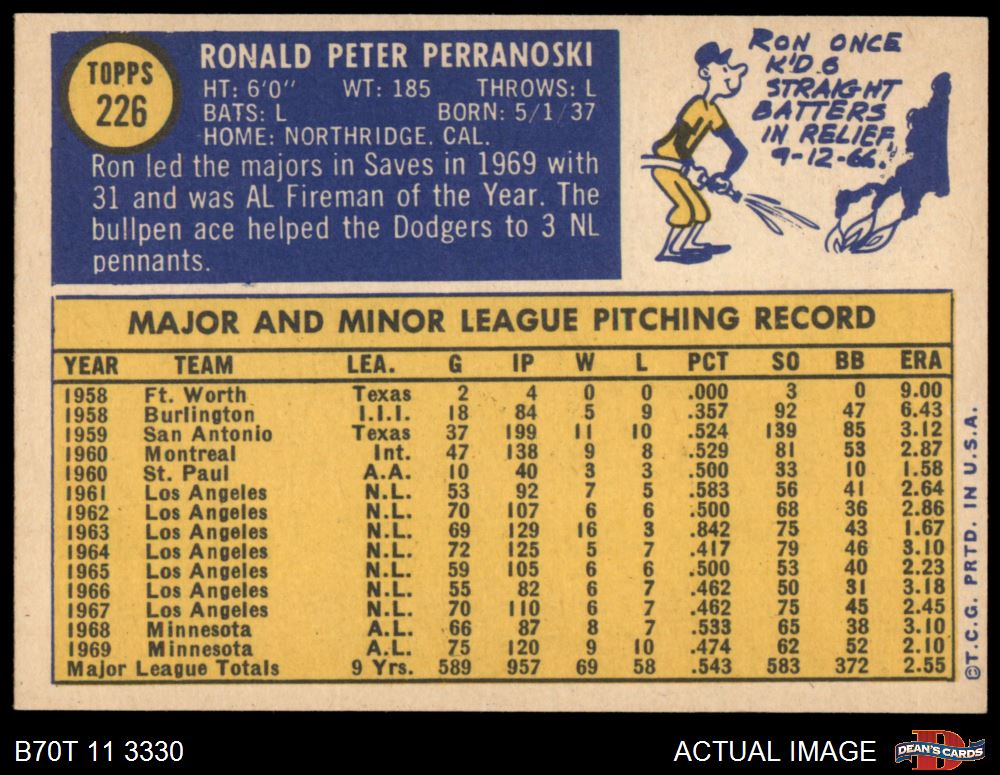 TOPPS
226
RONALD PETER PERRANOSKI
HT: 6'0" WT: 185 THROWS: L
BATS: L BORN: 5/1/37
HOME: NORTHRIDGE, CAL.
Ron led the majors in Saves in 1969 with
31 and was AL Fireman of the Year. The
bullpen ace helped the Dodgers to 3 NL
pennants.
RON ONCE
K'D 6
STRAIGHT
BATTERS
IN RELIEF,
9-12-66.
MAJOR AND MINOR LEAGUE PITCHING RECORD
YEAR TEAM LEA. G IP W L PCT SO BB ERA
1958 Ft. Worth Texas 2 4 0 0 .000 3 0 9.00
1958 Burlington I.I.I. 18 84 5 9 .357 92 47 6.43
1959 San Antonio Texas 37 199 11 10 .524 139 85 3.12
1960 Montreal Int. 47 138 9 8 .529 81 53 2.87
1960 St. Paul A.A. 10 40 3 3 .500 33 10 1.58
1961 Los Angeles N.L. 53 92 7 5 .583 56 41 2.64
1962 Los Angeles N.L. 70 107 6 6 .500 68 36 2.86
1963 Los Angeles N.L. 69 129 16 3 .842 75 43 1.67
1964 Los Angeles N.L. 72 125 5 7 .417 79 46 3.10
1965 Los Angeles N.L. 59 105 6 6 .500 53 40 2.23
1966 Los Angeles N.L. 55 82 6 7 .462 50 31 3.18
1967 Los Angeles N.L. 70 110 6 7 .462 75 45 2.45
1968 Minnesota A.L. 66 87 8 7 .533 65 38 3.10
1969 Minnesota A.L. 75 120 9 10 .474 62 52 2.10
Major League Totals 9 Yrs. 589 957 69 58 .543 583 372 2.55
©T.C.G. PRTD. IN U.S.A.
B70T 11 3330
ACTUAL IMAGE
DEAN'S CARDS